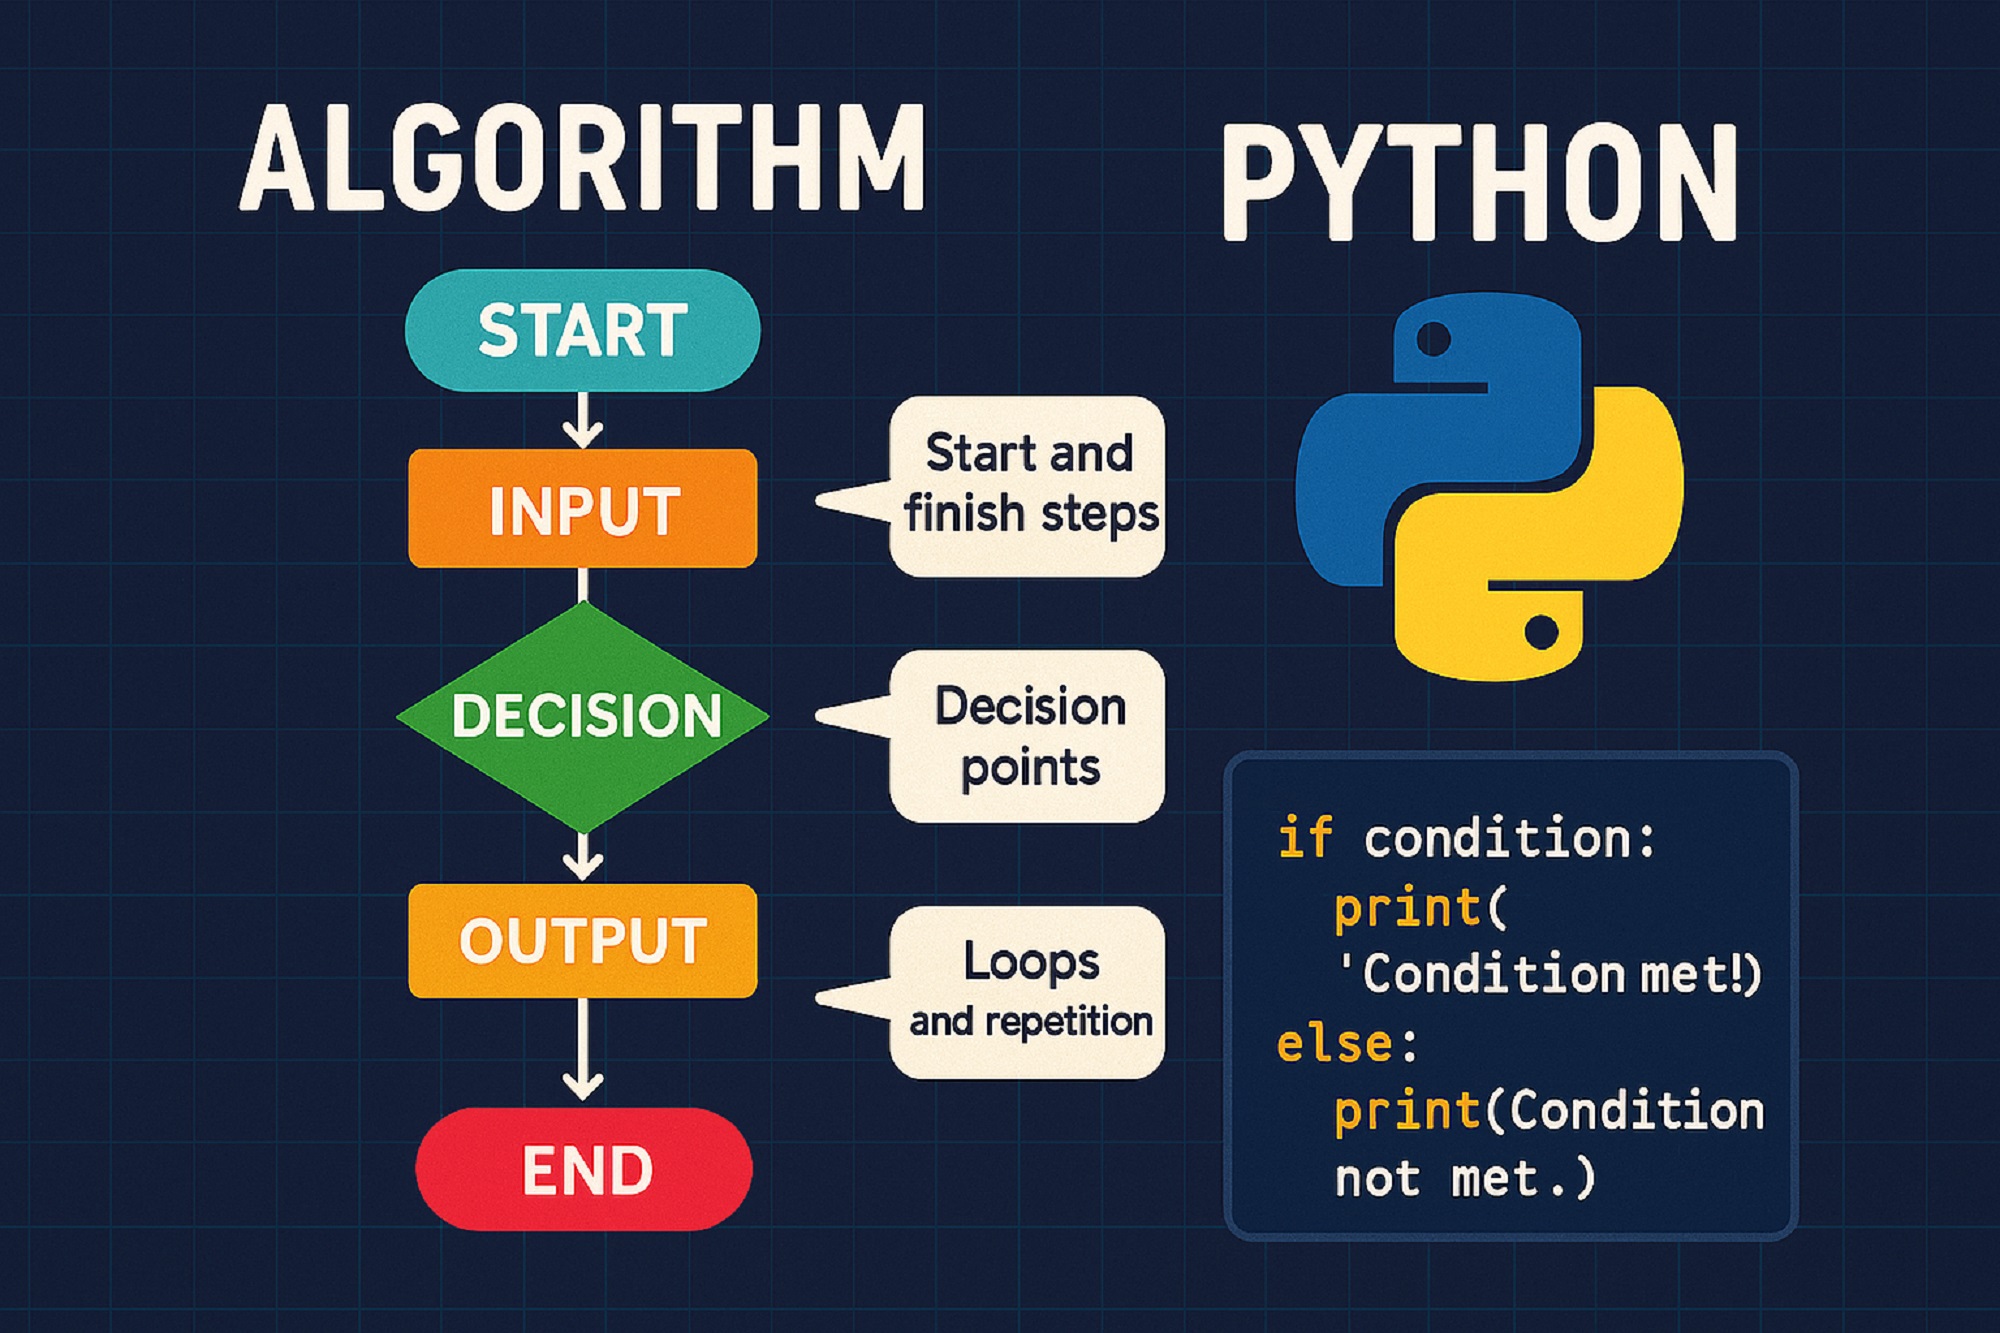 ALGORITHM
START
INPUT
DECISION
OUTPUT
END
Start and
finish steps
Decision
points
Loops
and repetition
PYTHON
if condition:
print(
'Condition met!)
else:
print(Condition
not met.)